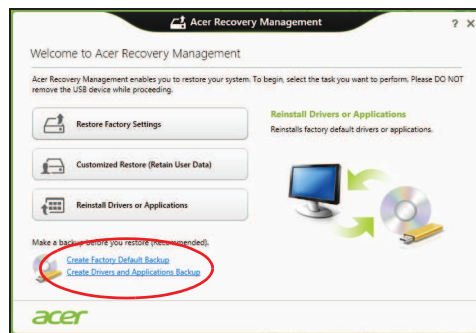 Acer Recovery Management
? X
Welcome to Acer Recovery Management
Acer Recovery Management enables you to restore your system. To begin, select the task you want to perform. Please DO NOT
remove the USB device while proceeding.
Restore Factory Settings
Customized Restore (Retain User Data)
Reinstall Drivers or Applications
Reinstall Drivers or Applications
Reinstalls factory default drivers or applications.
Make a backup before you restore (Recommended).
Create Factory Default Backup
Create Drivers and Applications Backup
acer